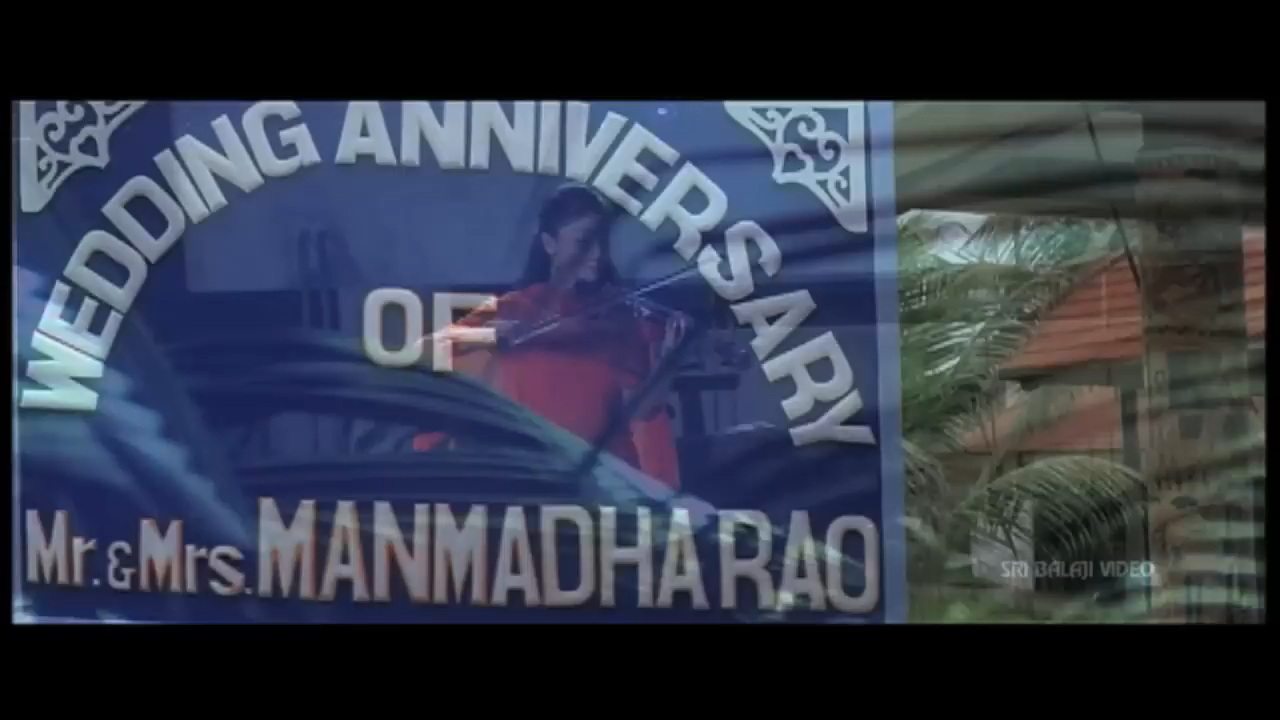 WEDDING ANNIVERSARY
OF
Mr. & Mrs. MANMADHA RAO
SRI BALAJI VIDEO